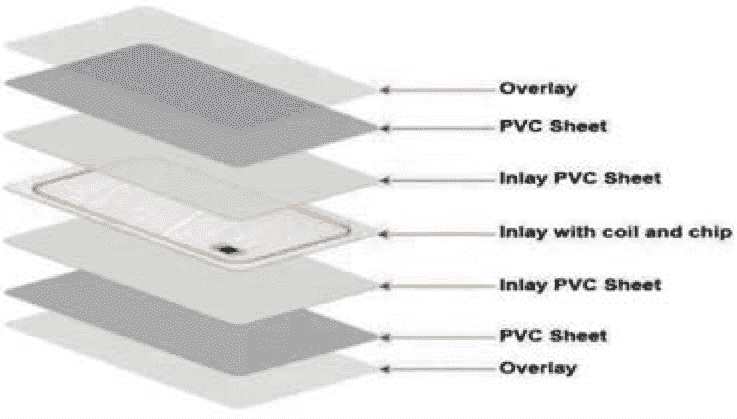 Overlay
PVC Sheet
Inlay PVC Sheet
Inlay with coil and chip
Inlay PVC Sheet
PVC Sheet
Overlay